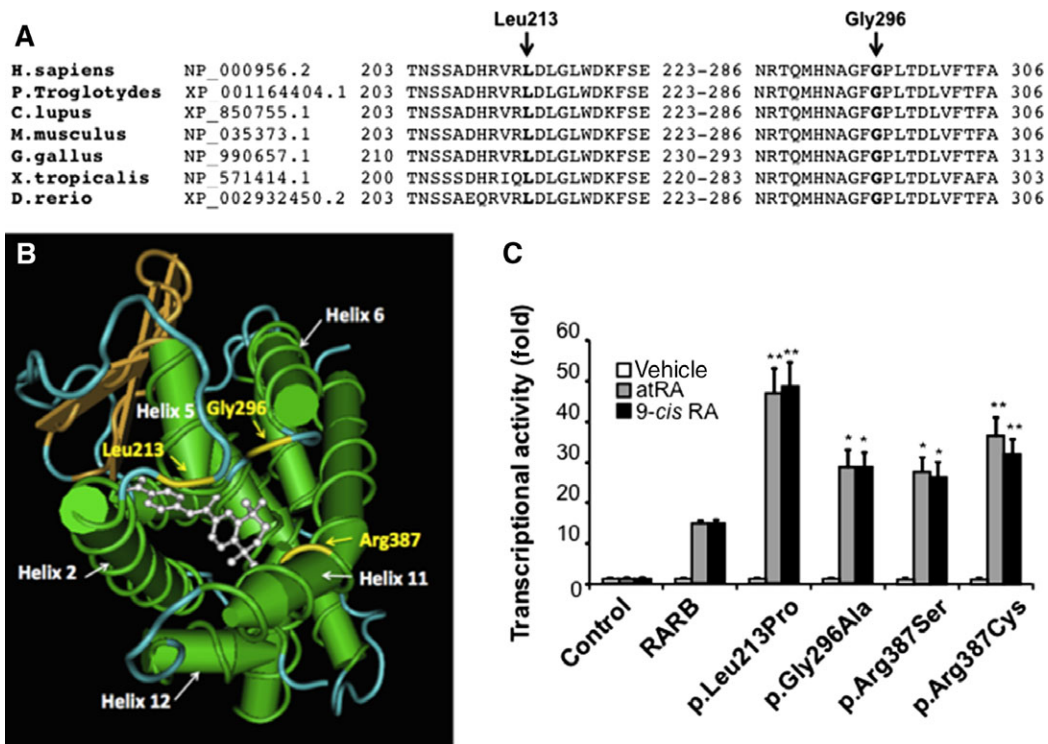 A
Leu213 Gly296
H.sapiens NP_000956.2 203 TNSSADHRVRLDLGLWDKFSE 223-286 NRTQMHNAGFGPLTDLVFTFA 306
P.Troglotydes XP_001164404.1 203 TNSSADHRVRLDLGLWDKFSE 223-286 NRTQMHNAGFGPLTDLVFTFA 306
C.lupus XP_850755.1 203 TNSSADHRVRLDLGLWDKFSE 223-286 NRTQMHNAGFGPLTDLVFTFA 306
M.musculus NP_035373.1 203 TNSSADHRVRLDLGLWDKFSE 223-286 NRTQMHNAGFGPLTDLVFTFA 306
G.gallus NP_990657.1 210 TNSSADHRVRLDLGLWDKFSE 230-293 NRTQMHNAGFGPLTDLVFTFA 313
X.tropicalis NP_571414.1 200 TNSSSDHRIQLDLGLWDKFSE 220-283 NRTQMHNAGFGPLTDLVFAFA 303
D.rerio XP_002932450.2 203 TNSSAEQRVRLDLGLWDKFSE 223-286 NRTQMHNAGFGPLTDLVFTFA 306
B
Helix 6
Gly296
Helix 5
Leu213
Arg387
Helix 2
Helix 11
Helix 12
C
Transcriptional activity (fold)
60
50
40
30
20
10
0
Vehicle
atRA
9-cis RA
** **
* *
* *
** **
Control
RARB
p.Leu213Pro
p.Gly296Ala
p.Arg387Ser
p.Arg387Cys